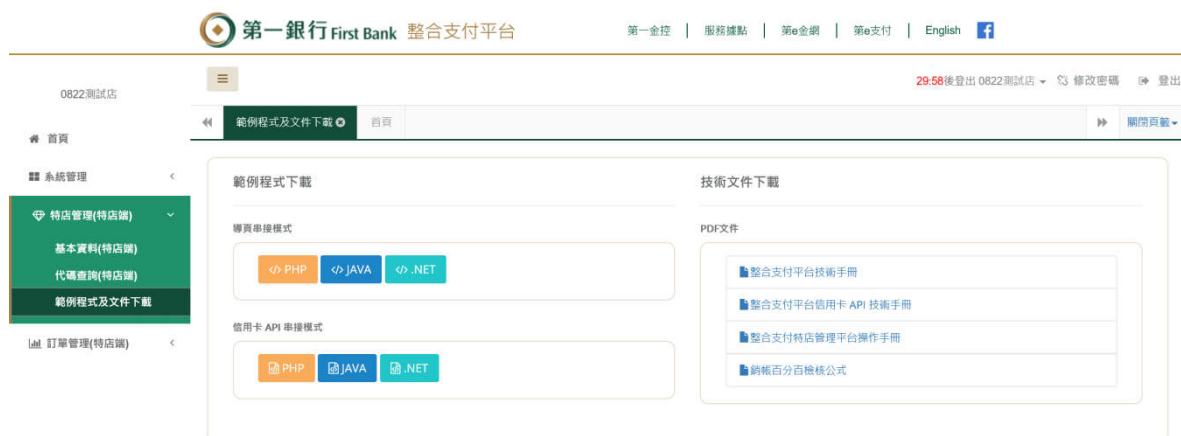 第一銀行 First Bank 整合支付平台
第一金控 | 服務據點 | 第e金網 | 第e支付 | English
0822測試店
29:58後登出 0822測試店 修改密碼 登出
範例程式及文件下載 首頁 關閉頁籤
首頁
系統管理
特店管理(特店端)
基本資料(特店端)
代碼查詢(特店端)
範例程式及文件下載
訂單管理(特店端)
範例程式下載
導頁串接模式
</> PHP </> JAVA </> .NET
信用卡 API 串接模式
PHP JAVA .NET
技術文件下載
PDF文件
整合支付平台技術手冊
整合支付平台信用卡 API 技術手冊
整合支付特店管理平台操作手冊
銷帳百分百檢核公式